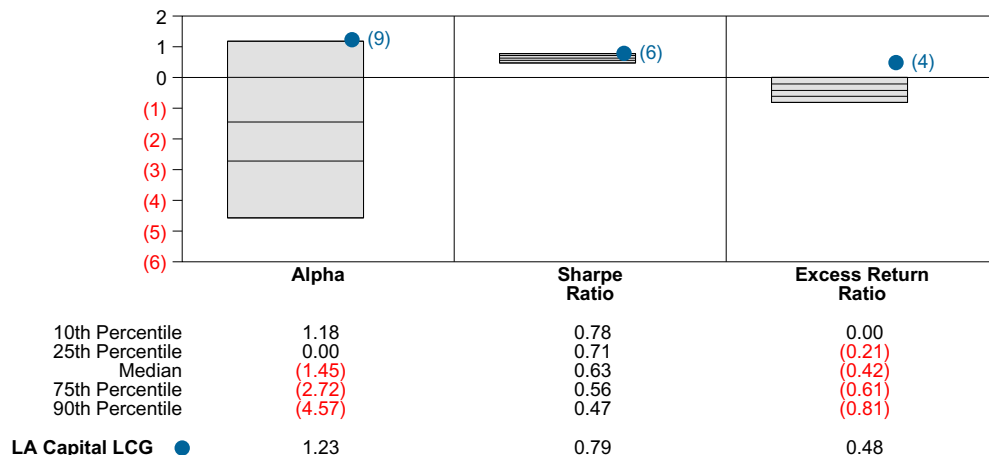 2
1
0
(1)
(2)
(3)
(4)
(5)
(6)
(9)
(6)
(4)
Alpha
Sharpe
Ratio
Excess Return
Ratio
10th Percentile 1.18 0.78 0.00
25th Percentile 0.00 0.71 (0.21)
Median (1.45) 0.63 (0.42)
75th Percentile (2.72) 0.56 (0.61)
90th Percentile (4.57) 0.47 (0.81)
LA Capital LCG 1.23 0.79 0.48